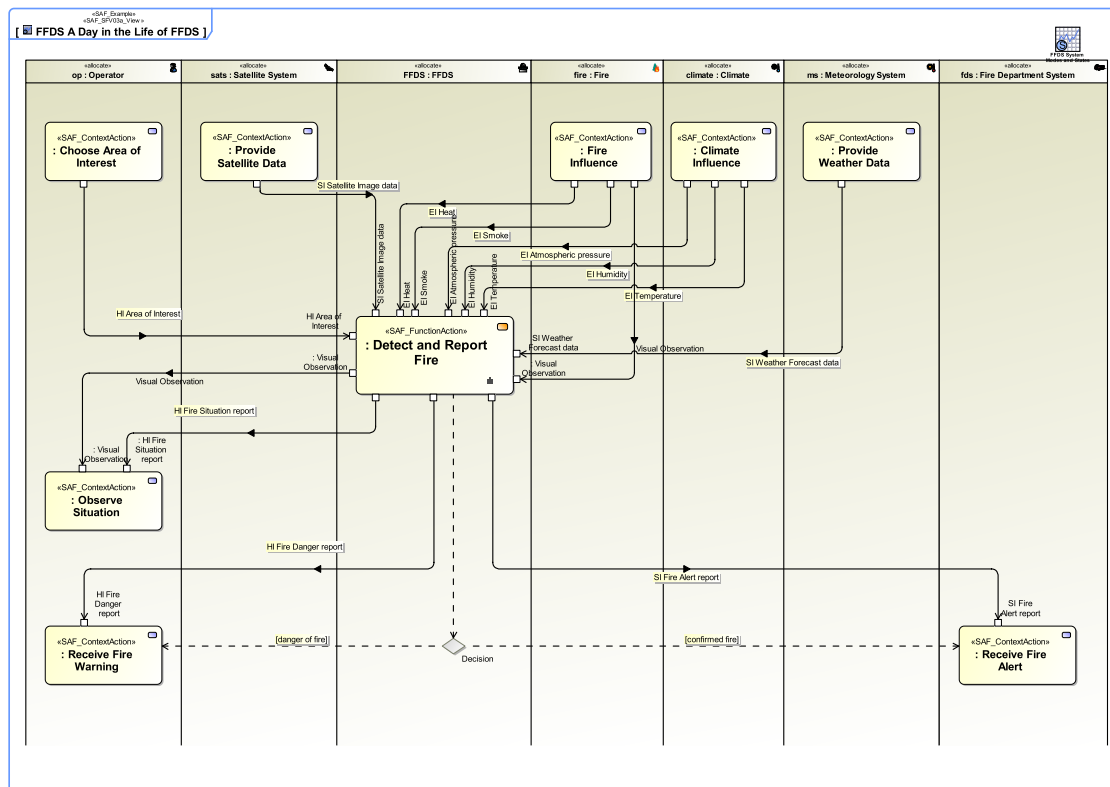 «SAF_Example»
«SAF_SFV03a_View »
[ FFDS A Day in the Life of FFDS ]
FFDS System
Modes and States
«allocate»
op : Operator
«allocate»
sats : Satellite System
«allocate»
FFDS : FFDS
«allocate»
fire : Fire
«allocate»
climate : Climate
«allocate»
ms : Meteorology System
«allocate»
fds : Fire Department System
«SAF_ContextAction»
: Choose Area of
Interest
«SAF_ContextAction»
: Provide
Satellite Data
«SAF_ContextAction»
: Fire
Influence
«SAF_ContextAction»
: Climate
Influence
«SAF_ContextAction»
: Provide
Weather Data
SI Satellite Image data
EI Heat
EI Smoke
EI Atmospheric pressure
EI Humidity
EI Temperature
SI Satellite Image data
EI Heat
EI Smoke
EI Atmospheric pressure
EI Humidity
EI Temperature
HI Area of Interest
HI Area of
Interest
«SAF_FunctionAction»
: Detect and Report
Fire
SI Weather
Forecast data
Visual Observation
SI Weather Forecast data
: Visual
Observation
Visual
Observation
Visual Observation
HI Fire Situation report
: Visual
Observation
: HI Fire
Situation
report
«SAF_ContextAction»
: Observe
Situation
HI Fire Danger report
SI Fire Alert report
HI Fire
Danger
report
SI Fire
Alert report
«SAF_ContextAction»
: Receive Fire
Warning
[danger of fire]
Decision
[confirmed fire]
«SAF_ContextAction»
: Receive Fire
Alert